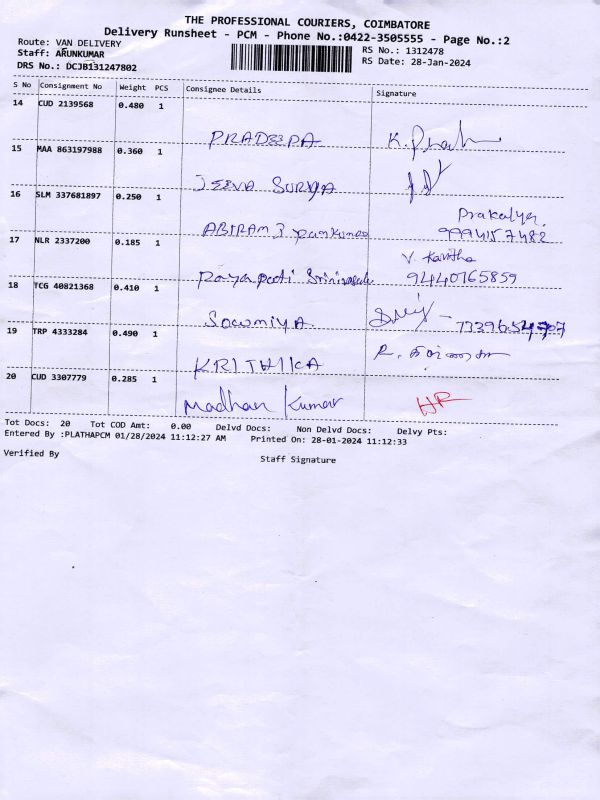 THE PROFESSIONAL COURIERS, COIMBATORE
Delivery Runsheet - PCM - Phone No.:0422-3505555 - Page No.:2
Route: VAN DELIVERY
RS No.: 1312478
Staff: ARUNKUMAR
RS Date: 28-Jan-2024
DRS No.: DCJB131247802
S No Consignment No Weight PCS Consignee Details Signature
14 CUD 2139568 0.480 1
PRADEEPA K.
15 MAA 863197988 0.360 1
JEEVA SURYA
16 SLM 337681897 0.250 1
ABIRAMI Prakalya.
9994157482
17 NLR 2337200 0.185 1
V. Kavitha
Rayapati 9440765859
18 TCG 40821368 0.410 1
Sowmiya
19 TRP 4333284 0.490 1
KRITHIKA R.
20 CUD 3307779 0.285 1
Madhan Kumar HR
Tot Docs: 20 Tot COD Amt: 0.00 Delvd Docs: Non Delvd Docs: Delvy Pts:
Entered By :PLATHAPCM 01/28/2024 11:12:27 AM Printed On: 28-01-2024 11:12:33
Verified By
Staff Signature